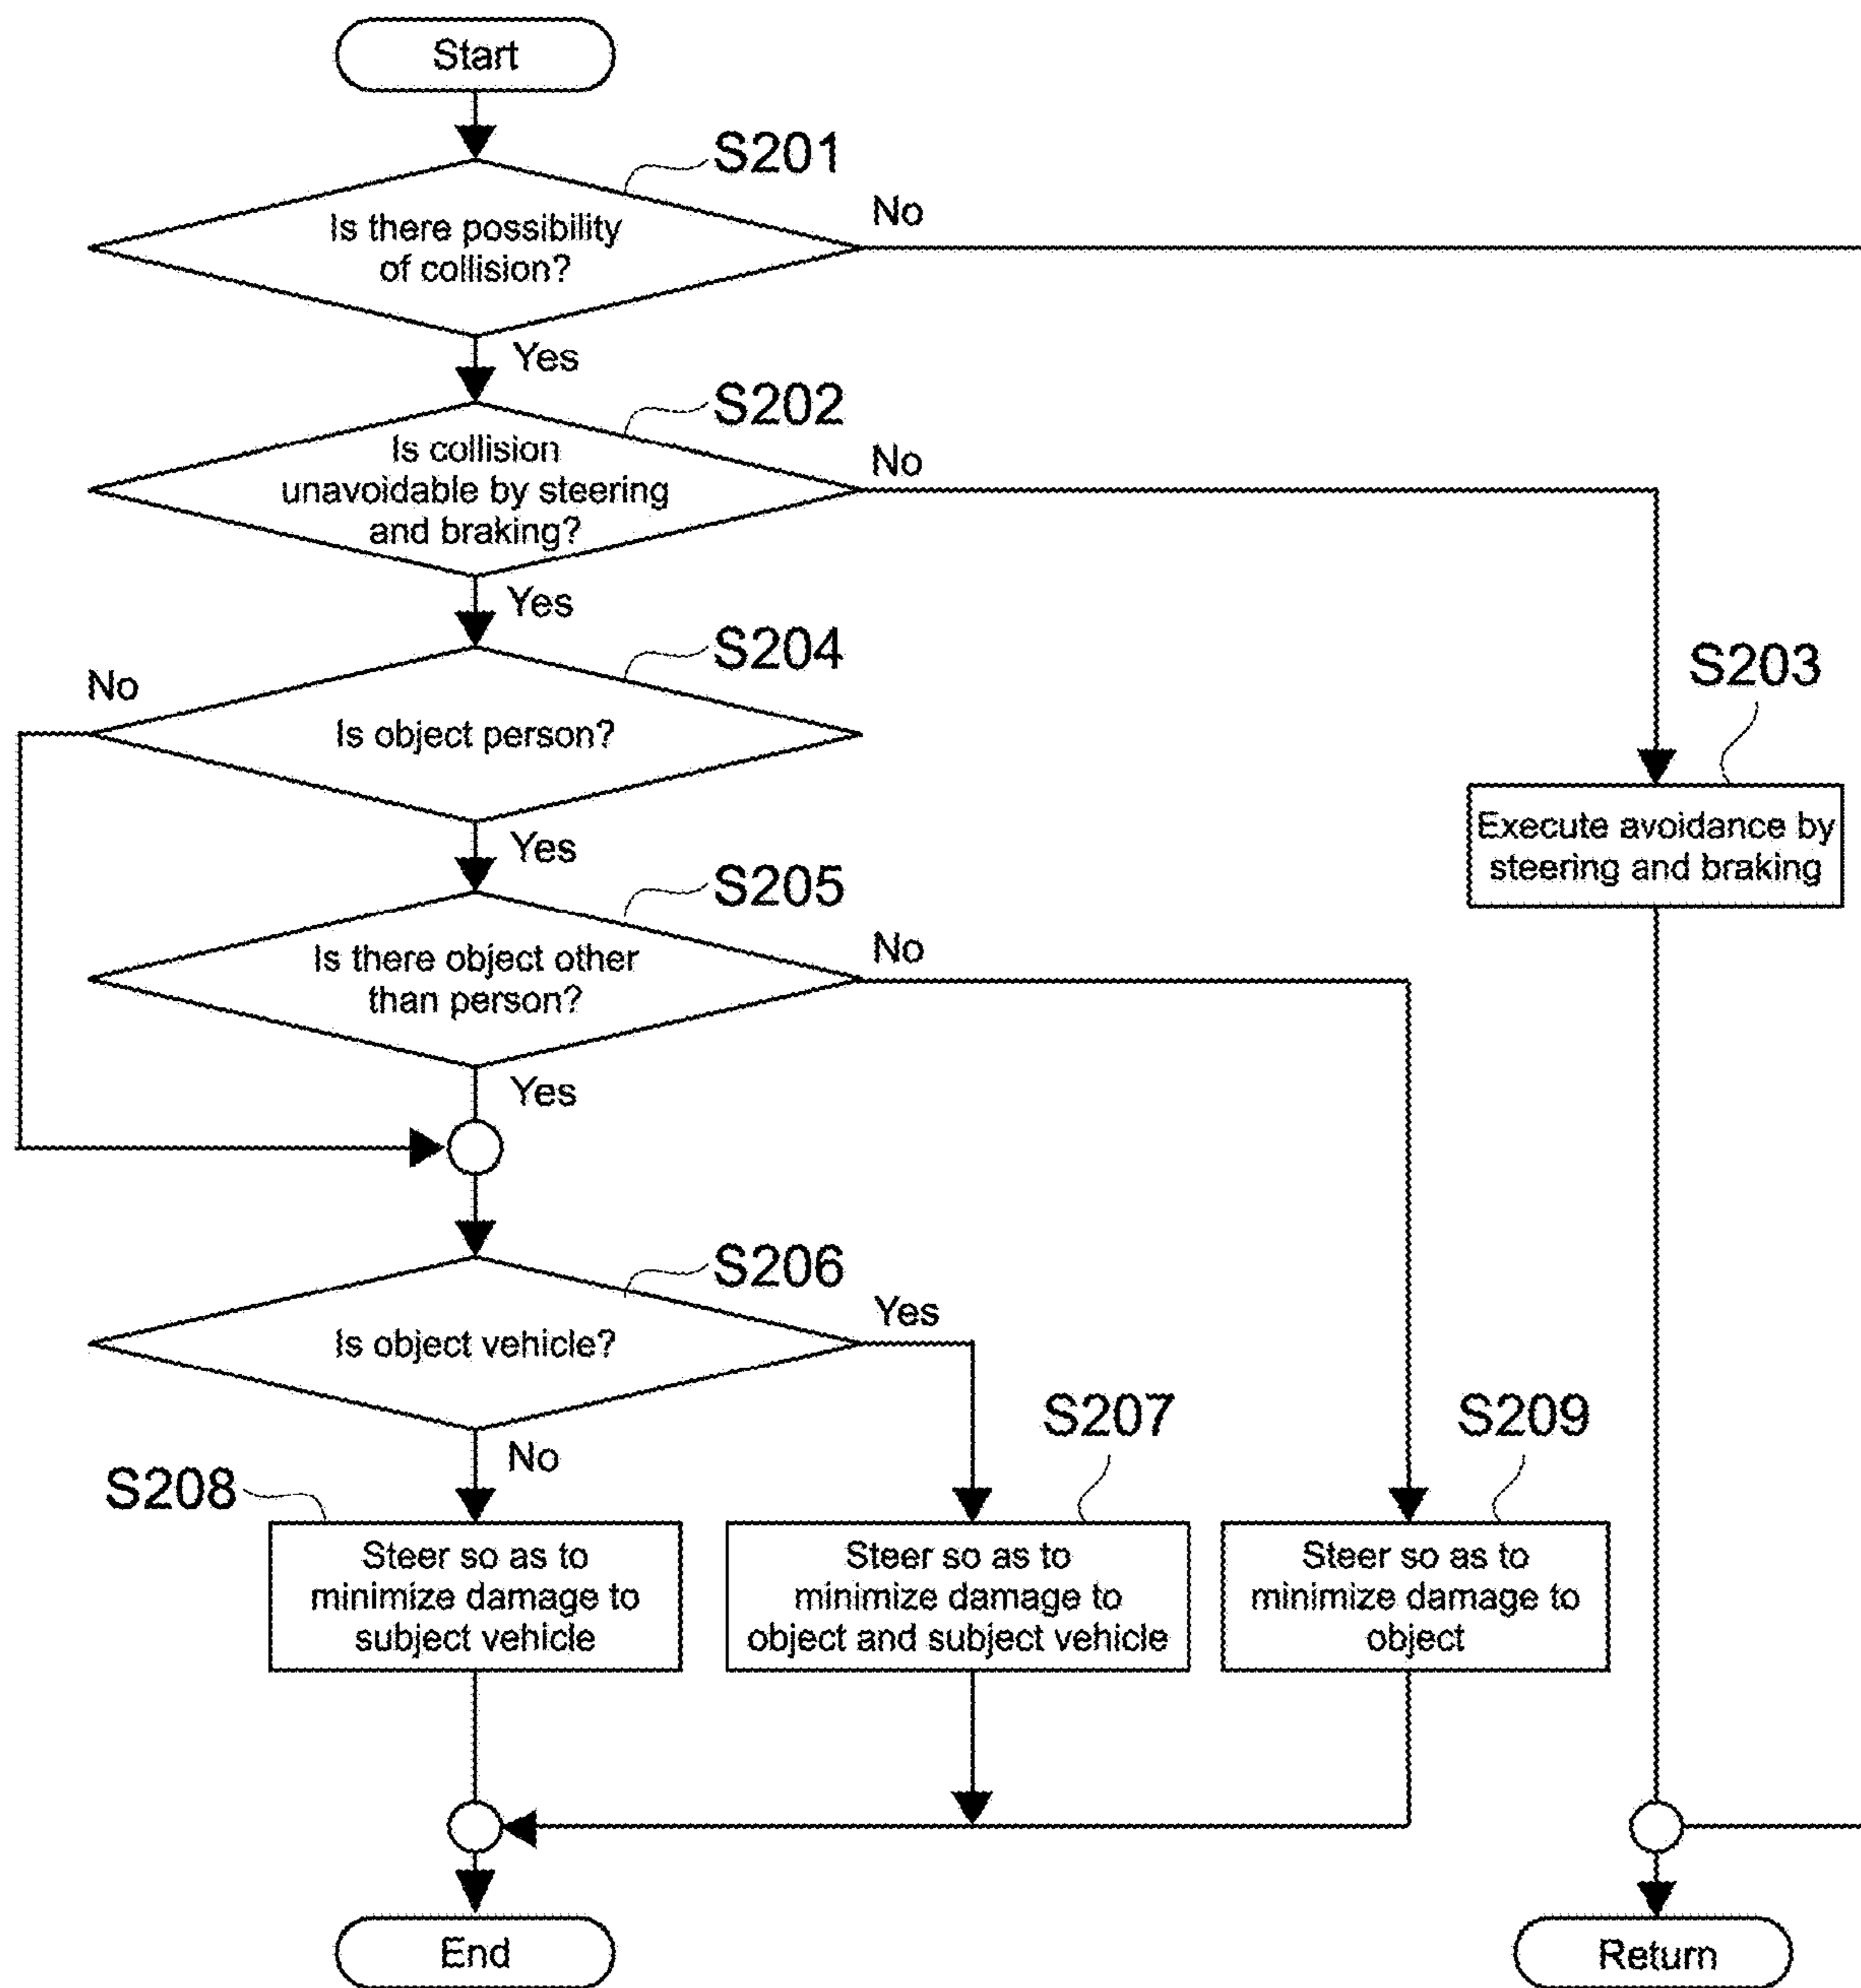 Start
S201
Is there possibility
of collision?
No
Yes
S202
Is collision
unavoidable by steering
and braking?
No
Yes
S204
No
Is object person?
S203
Execute avoidance by
steering and braking
Yes
S205
Is there object other
than person?
No
Yes
S206
Is object vehicle?
Yes
No
S207
S209
S208
Steer so as to
minimize damage to
subject vehicle
Steer so as to
minimize damage to
object and subject vehicle
Steer so as to
minimize damage to
object
End
Return